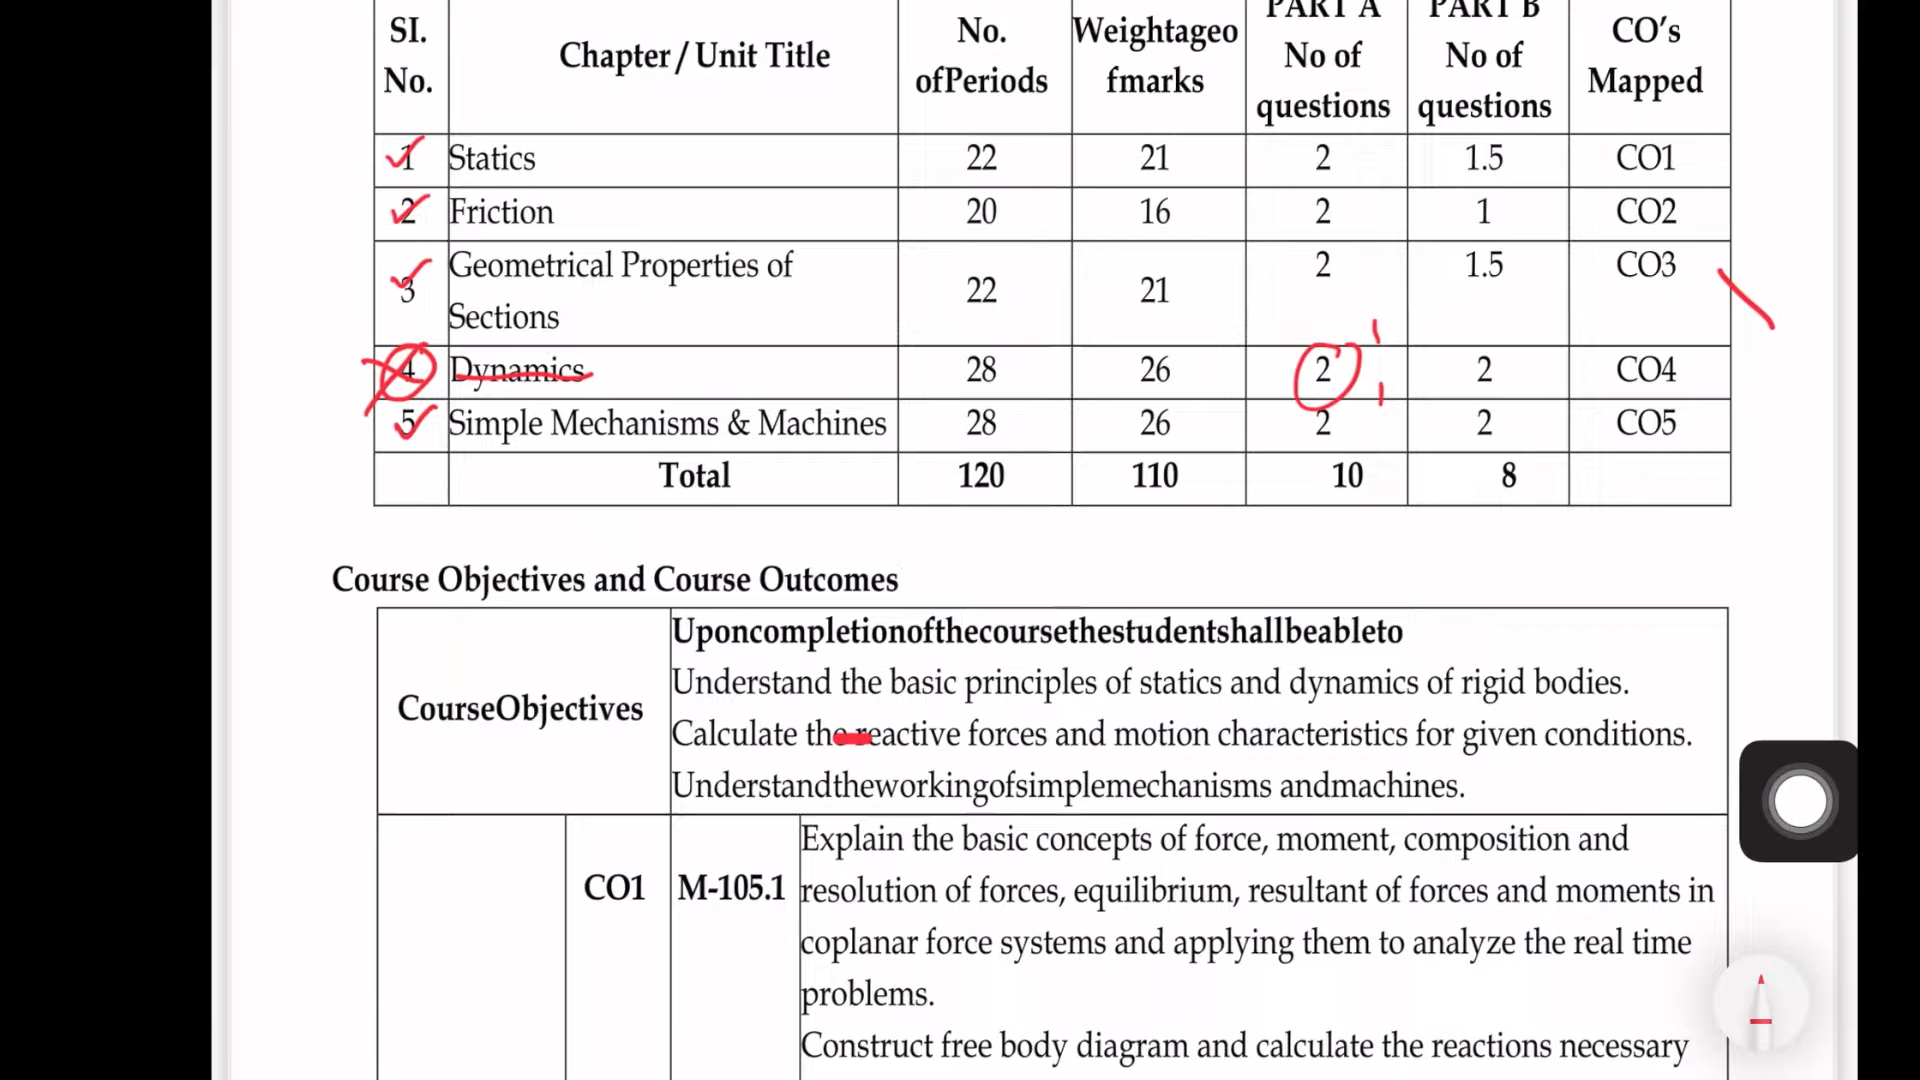 SI. No. Chapter / Unit Title No. ofPeriods Weightageo fmarks PART A No of questions PART B No of questions CO's Mapped
1 Statics 22 21 2 1.5 CO1
2 Friction 20 16 2 1 CO2
3 Geometrical Properties of Sections 22 21 2 1.5 CO3
4 Dynamics 28 26 2 2 CO4
5 Simple Mechanisms & Machines 28 26 2 2 CO5
Total 120 110 10 8
Course Objectives and Course Outcomes
CourseObjectives
Uponcompletionofthecoursethestudentshallbeableto
Understand the basic principles of statics and dynamics of rigid bodies.
Calculate the reactive forces and motion characteristics for given conditions.
Understandtheworkingofsimplemechanisms andmachines.
CO1 M-105.1
Explain the basic concepts of force, moment, composition and
resolution of forces, equilibrium, resultant of forces and moments in
coplanar force systems and applying them to analyze the real time
problems.
Construct free body diagram and calculate the reactions necessary